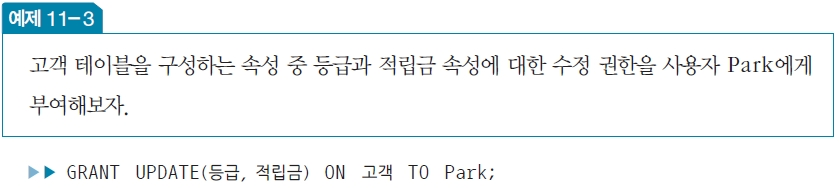 예제 11-3
고객 테이블을 구성하는 속성 중 등급과 적립금 속성에 대한 수정 권한을 사용자 Park에게
부여해보자.
▶▶ GRANT UPDATE(등급, 적립금) ON 고객 TO Park;